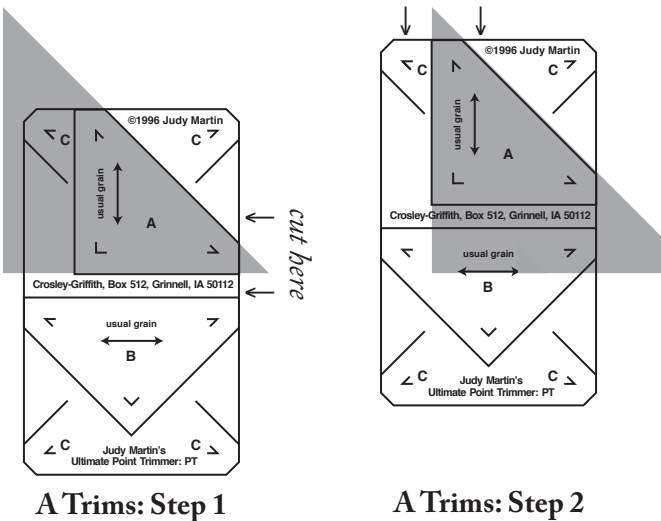 ©1996 Judy Martin
C
C
usual grain
A
Crosley-Griffith, Box 512, Grinnell, IA 50112
cut here
usual grain
B
C
C
Judy Martin's
Ultimate Point Trimmer: PT
A Trims: Step 1
©1996 Judy Martin
C
C
usual grain
A
Crosley-Griffith, Box 512, Grinnell, IA 50112
usual grain
B
C
C
Judy Martin's
Ultimate Point Trimmer: PT
A Trims: Step 2